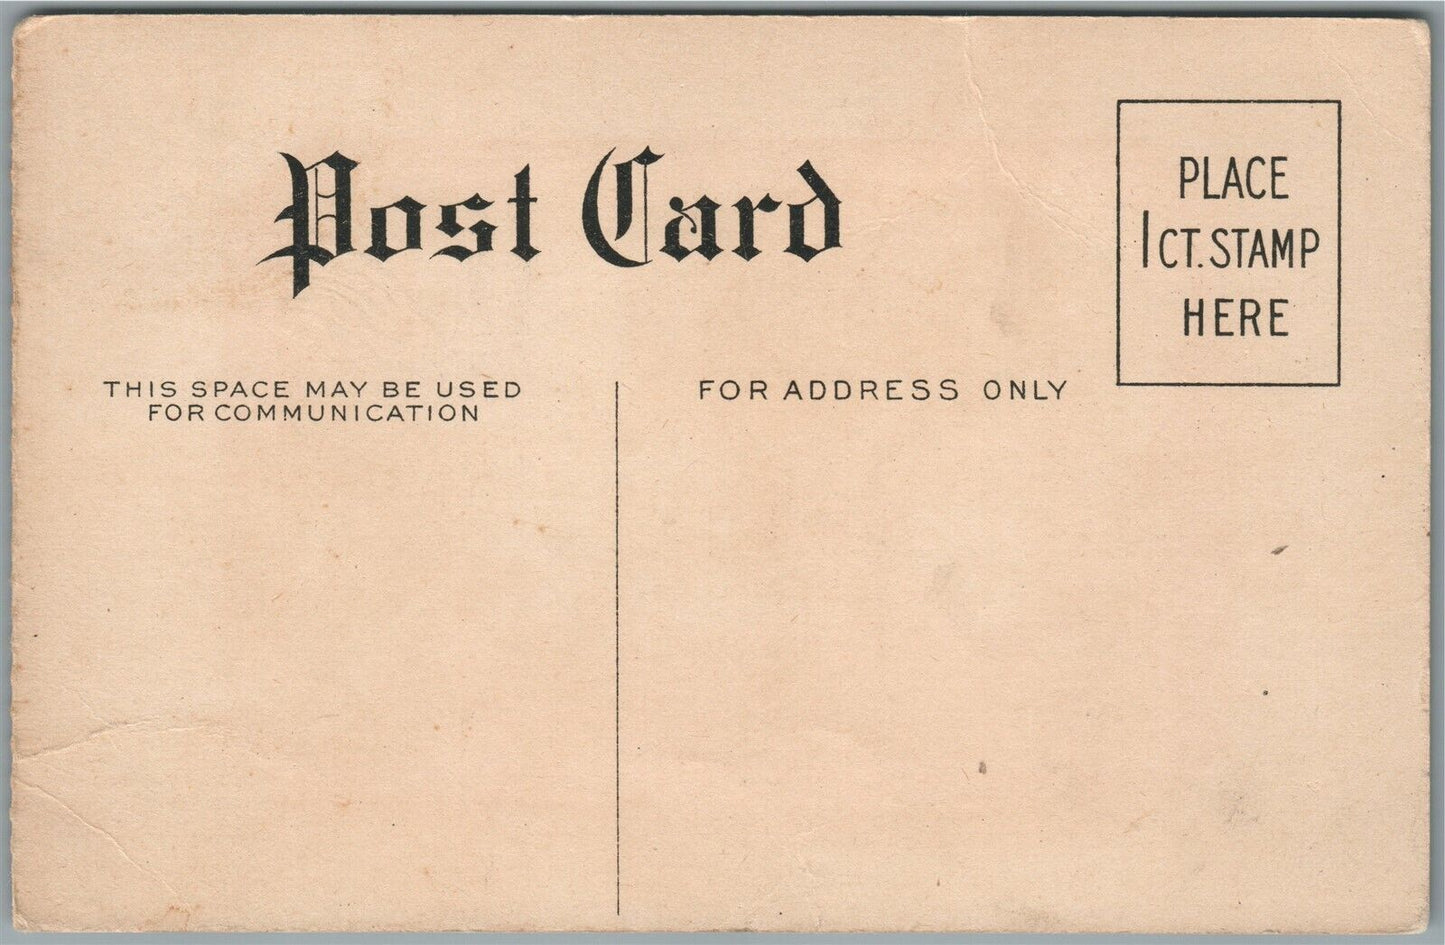 Post Card
PLACE
1 CT. STAMP
HERE
THIS SPACE MAY BE USED
FOR COMMUNICATION
FOR ADDRESS ONLY